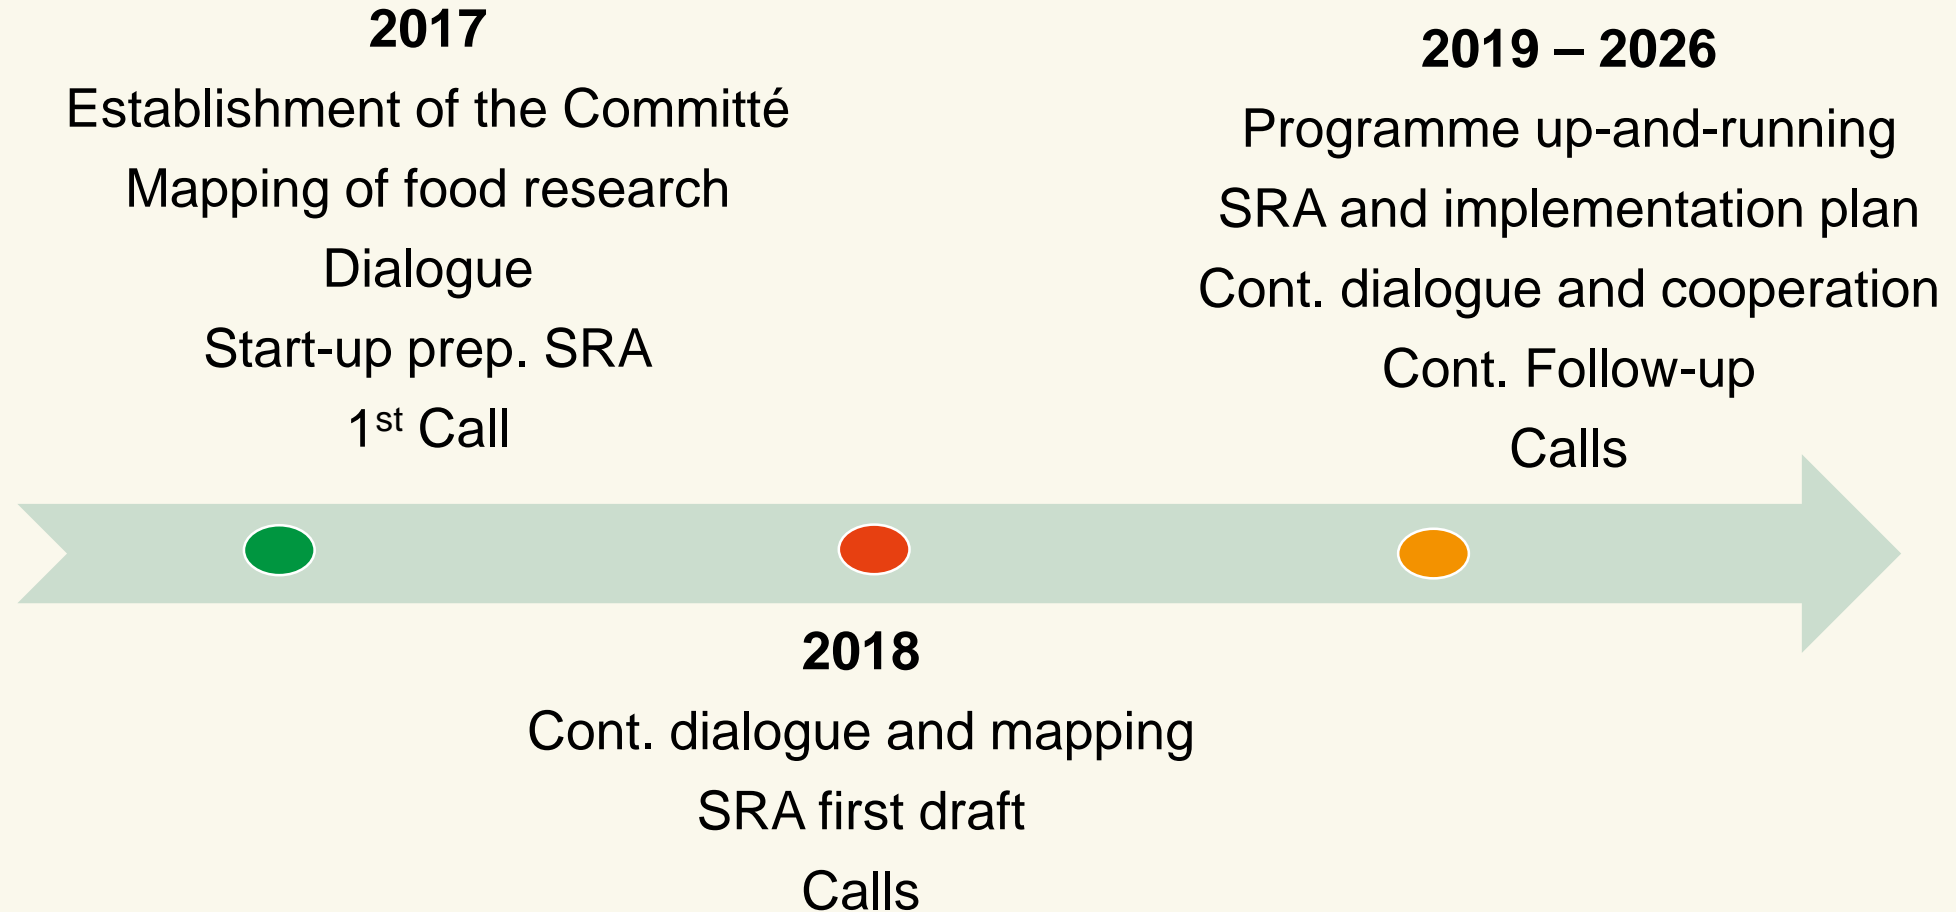 2017
Establishment of the Committé
Mapping of food research
Dialogue
Start-up prep. SRA
1st Call
2019 – 2026
Programme up-and-running
SRA and implementation plan
Cont. dialogue and cooperation
Cont. Follow-up
Calls
2018
Cont. dialogue and mapping
SRA first draft
Calls